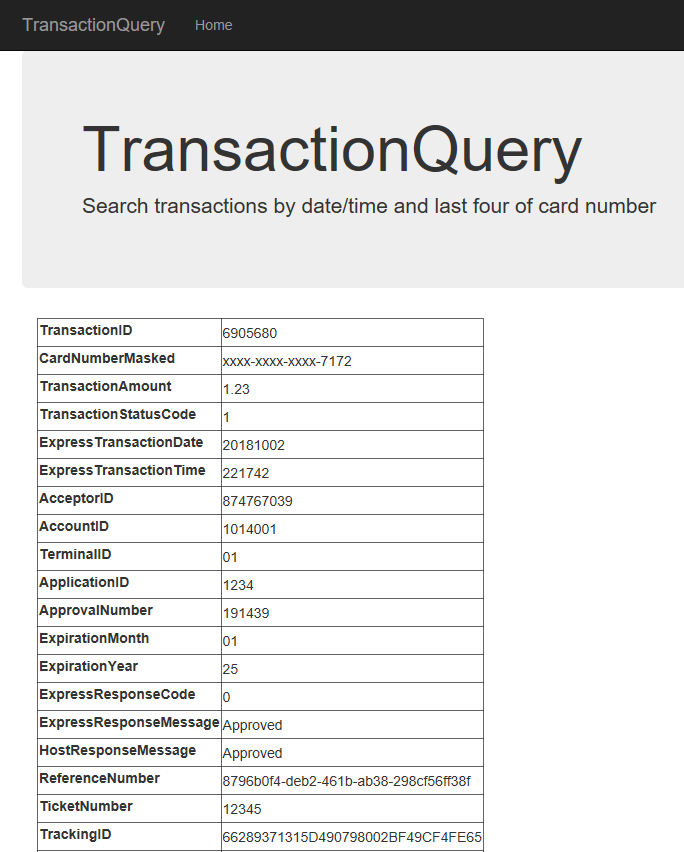 TransactionQuery Home
TransactionQuery
Search transactions by date/time and last four of card number
TransactionID 6905680
CardNumberMasked xxxx-xxxx-xxxx-7172
TransactionAmount 1.23
TransactionStatusCode 1
ExpressTransactionDate 20181002
ExpressTransactionTime 221742
AcceptorID 874767039
AccountID 1014001
TerminalID 01
ApplicationID 1234
ApprovalNumber 191439
ExpirationMonth 01
ExpirationYear 25
ExpressResponseCode 0
ExpressResponseMessage Approved
HostResponseMessage Approved
ReferenceNumber 8796b0f4-deb2-461b-ab38-298cf56ff38f
TicketNumber 12345
TrackingID 66289371315D490798002BF49CF4FE65